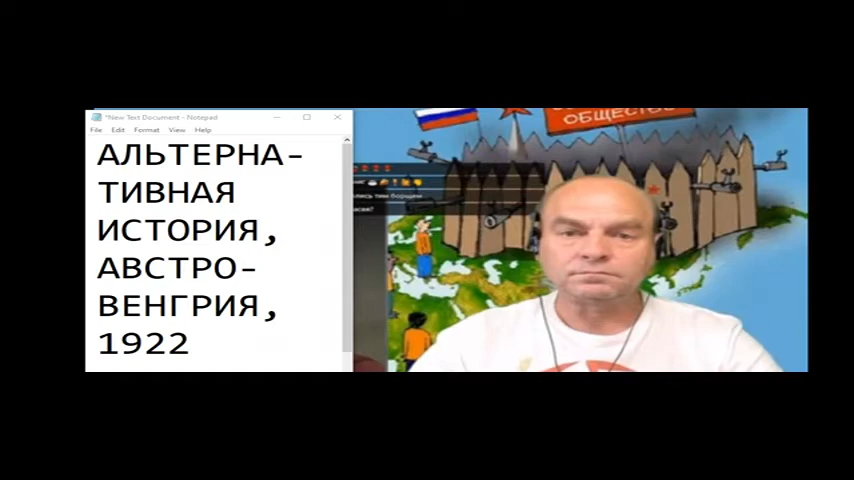 *New Text Document - Notepad
File Edit Format View Help
АЛЬТЕРНА-
ТИВНАЯ
ИСТОРИЯ,
АВСТРО-
ВЕНГРИЯ,
1922
ОБЩЕСТВО